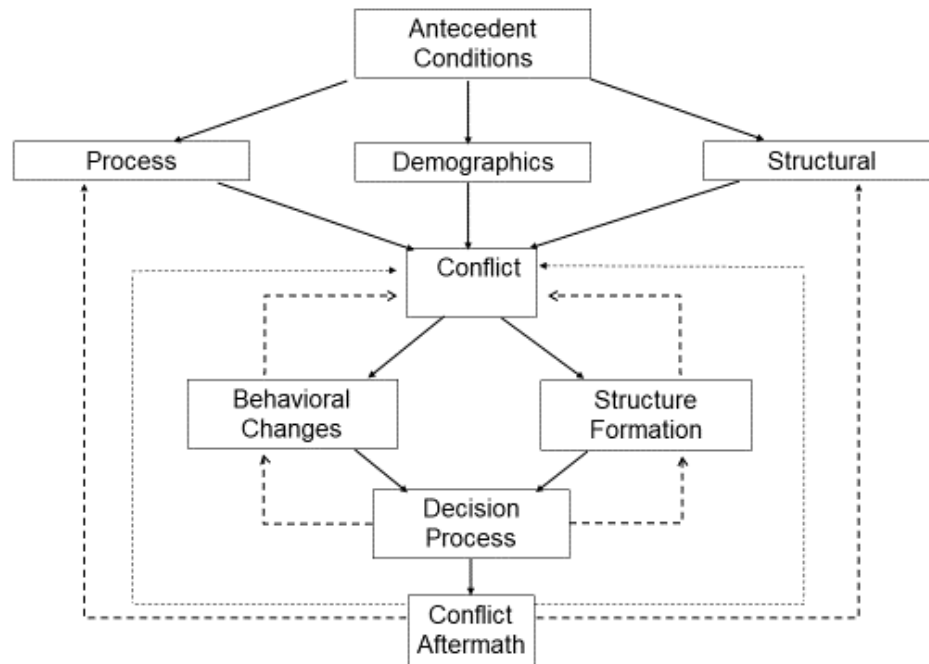 Antecedent
Conditions
Process
Demographics
Structural
Conflict
Behavioral
Changes
Structure
Formation
Decision
Process
Conflict
Aftermath